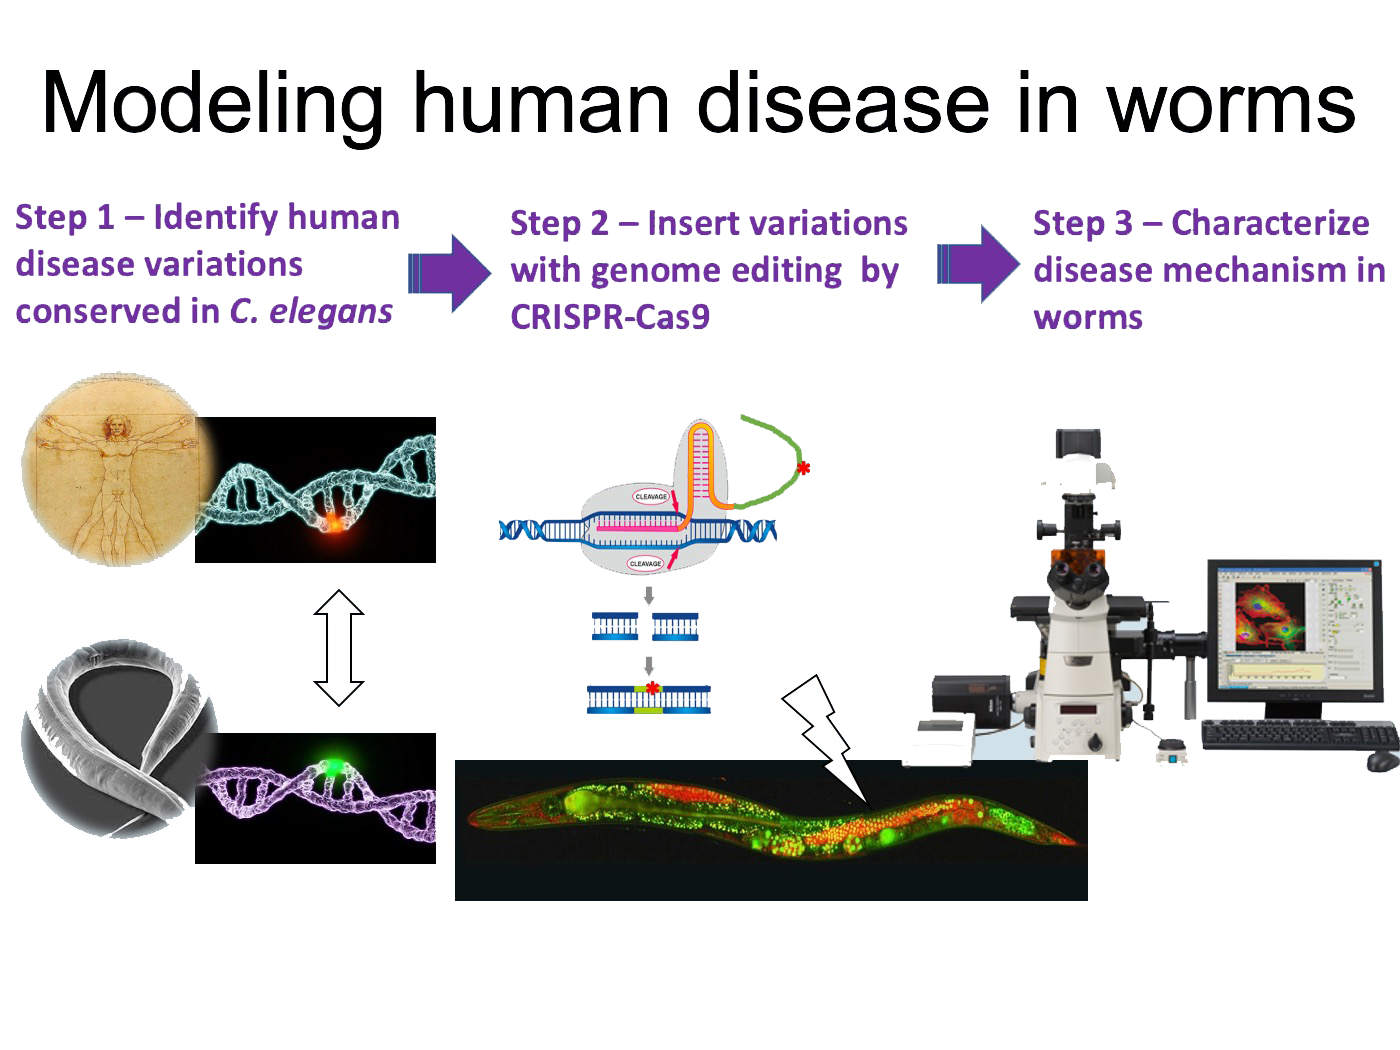 Modeling human disease in worms
Step 1 – Identify human
disease variations
conserved in C. elegans
Step 2 – Insert variations
with genome editing  by
CRISPR-Cas9
Step 3 – Characterize
disease mechanism in
worms
CLEAVAGE
CLEAVAGE